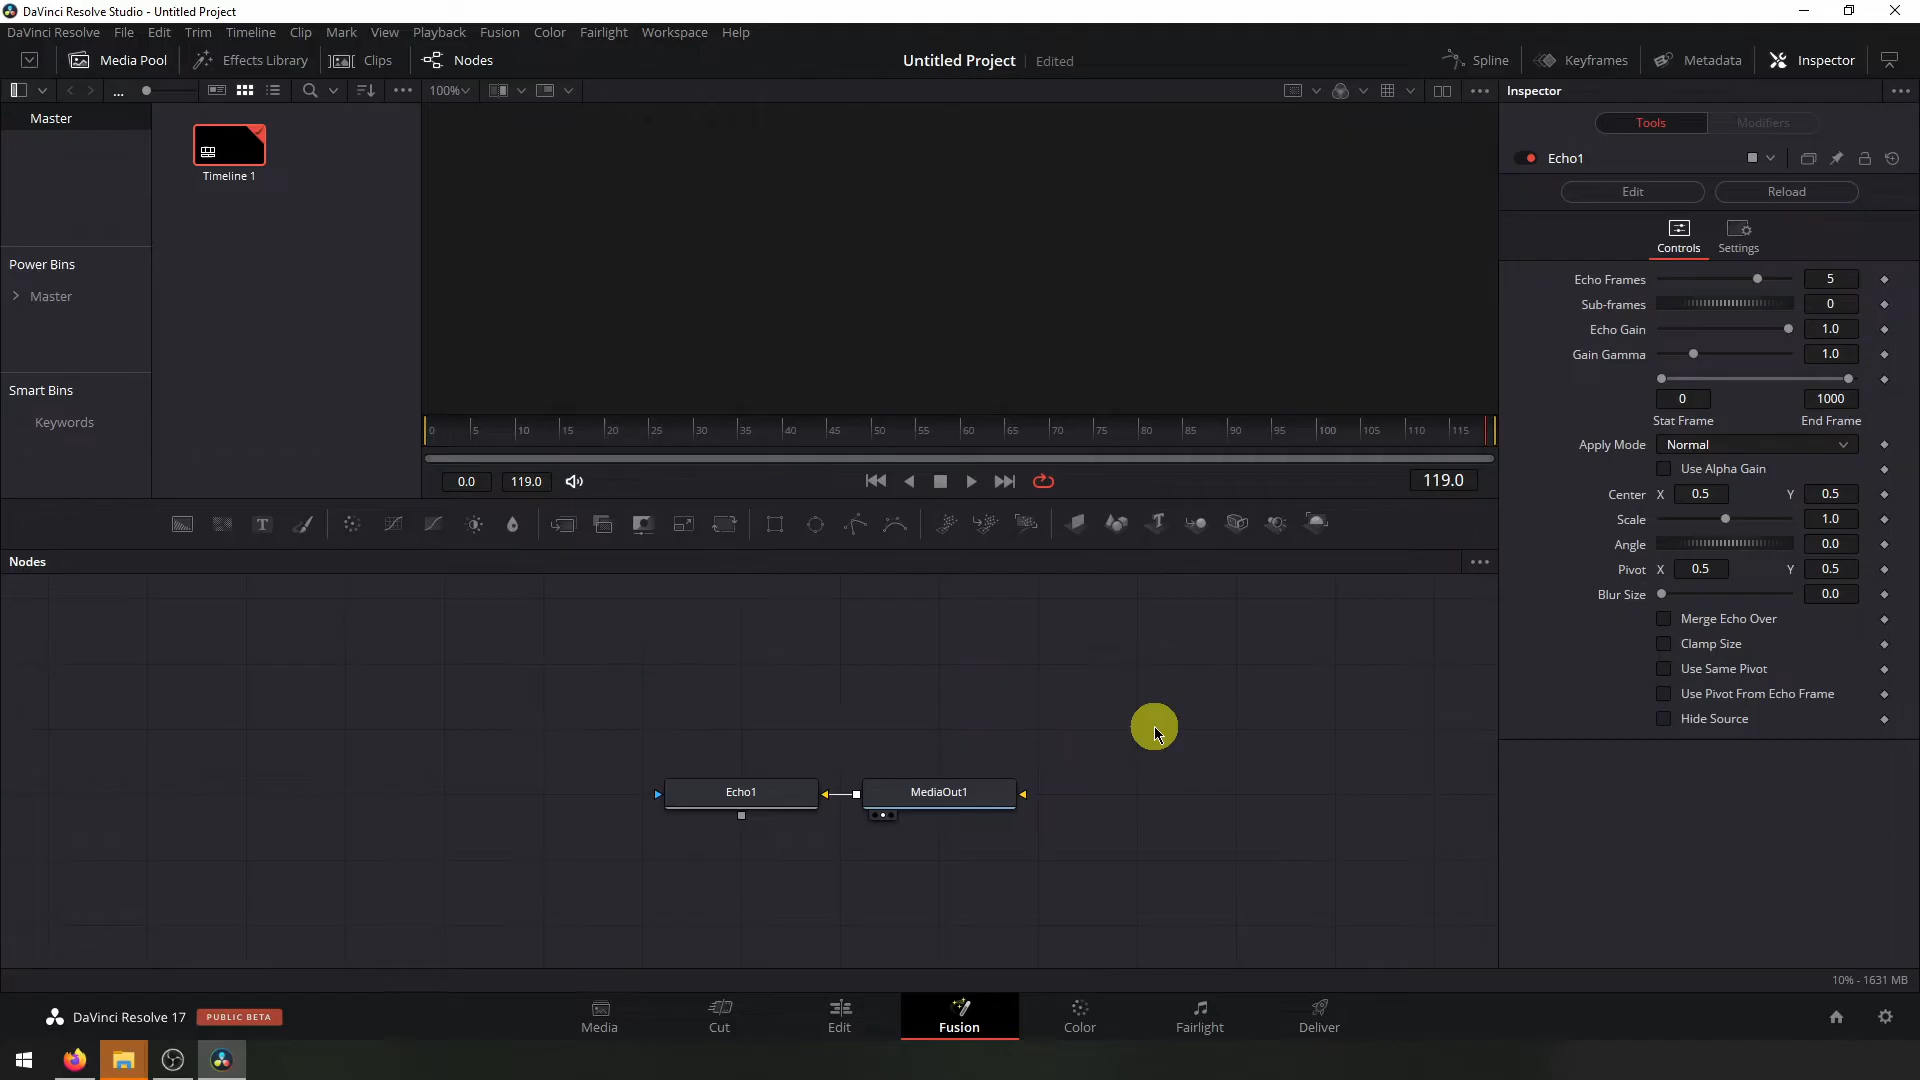 DaVinci Resolve Studio - Untitled Project
DaVinci Resolve File Edit Trim Timeline Clip Mark View Playback Fusion Color Fairlight Workspace Help
Media Pool Effects Library Clips Nodes Untitled Project Edited Spline Keyframes Metadata Inspector
... 100% Inspector
Master
Timeline 1
Tools Modifiers
Echo1
Edit Reload
Controls Settings
Power Bins
Master
Smart Bins
Keywords
Echo Frames 5
Sub-frames 0
Echo Gain 1.0
Gain Gamma 1.0
0 1000
Stat Frame End Frame
Apply Mode Normal
Use Alpha Gain
Center X 0.5 Y 0.5
Scale 1.0
Angle 0.0
Pivot X 0.5 Y 0.5
Blur Size 0.0
Merge Echo Over
Clamp Size
Use Same Pivot
Use Pivot From Echo Frame
Hide Source
0 5 10 15 20 25 30 35 40 45 50 55 60 65 70 75 80 85 90 95 100 105 110 115
0.0 119.0 119.0
T T
Nodes
Echo1 MediaOut1
10% - 1631 MB
DaVinci Resolve 17 PUBLIC BETA
Media Cut Edit Fusion Color Fairlight Deliver